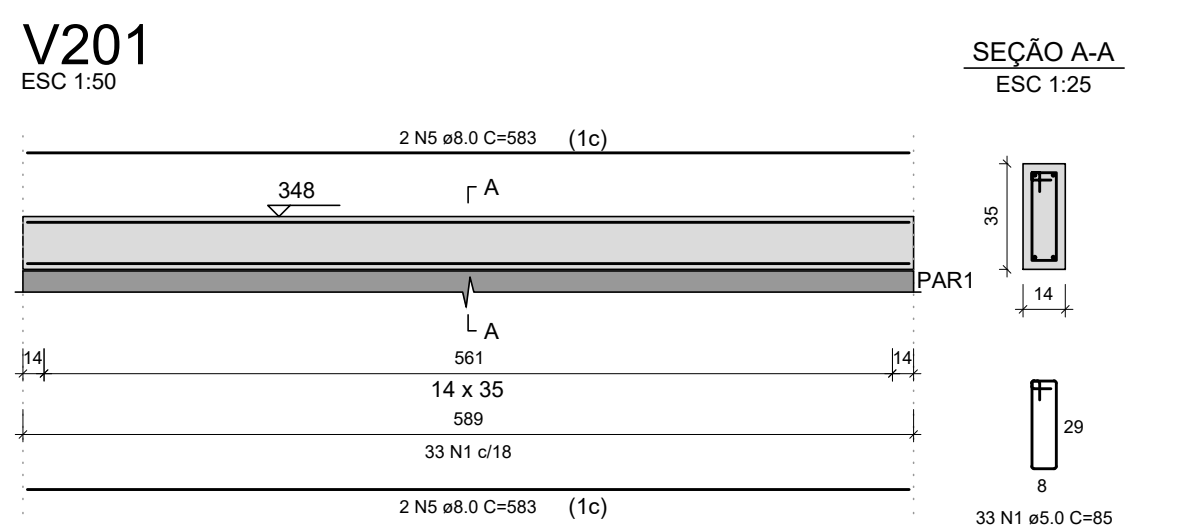 V201
ESC 1:50
SEÇÃO A-A
ESC 1:25
2 N5 ø8.0 C=583 (1c)
348
A
35
PAR1
14
A
14 561 14
14 x 35
589
29
33 N1 c/18
8
2 N5 ø8.0 C=583 (1c)
33 N1 ø5.0 C=85